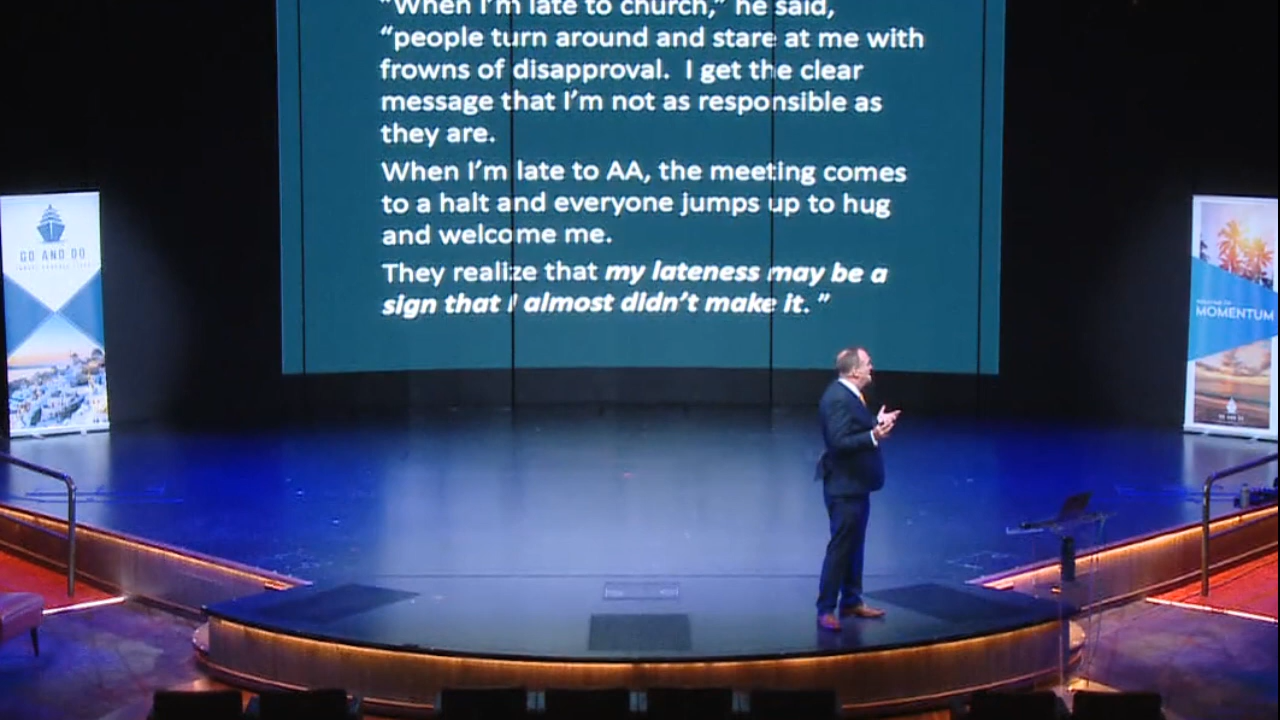 “When I’m late to church,” he said,
“people turn around and stare at me with
frowns of disapproval.  I get the clear
message that I’m not as responsible as
they are.
When I’m late to AA, the meeting comes
to a halt and everyone jumps up to hug
and welcome me.
They realize that my lateness may be a
sign that I almost didn’t make it. ”
GO AND DO
MOMENTUM
GO AND DO